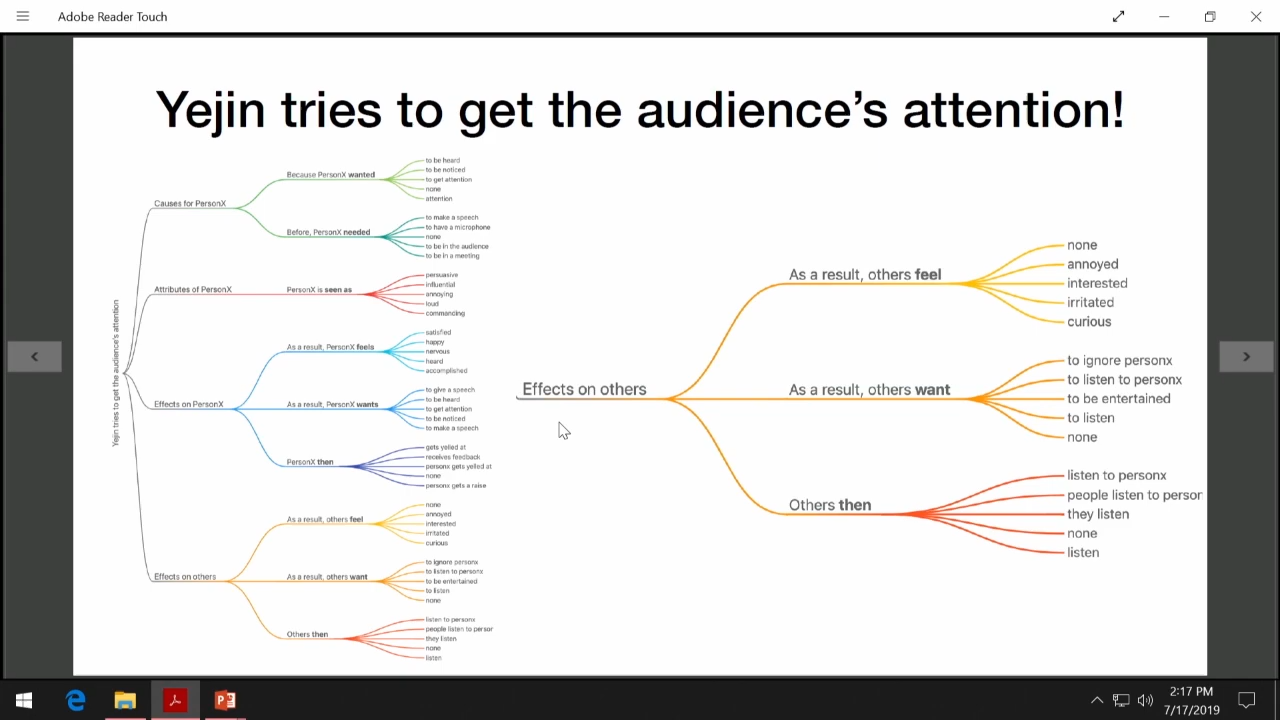 Adobe Reader Touch
Yejin tries to get the audience's attention!
Yejin tries to get the audience's attention
Causes for PersonX
Because PersonX wanted
to be heard
to be noticed
to get attention
none
attention
Before, PersonX needed
to make a speech
to have a microphone
none
to be in the audience
to be in a meeting
Attributes of PersonX
PersonX is seen as
persuasive
influential
annoying
loud
commanding
Effects on PersonX
As a result, PersonX feels
satisfied
happy
nervous
heard
accomplished
As a result, PersonX wants
to give a speech
to be heard
to get attention
to be noticed
to make a speech
PersonX then
gets yelled at
receives feedback
personx gets yelled at
none
personx gets a raise
Effects on others
As a result, others feel
none
annoyed
interested
irritated
curious
As a result, others want
to ignore personx
to listen to personx
to be entertained
to listen
none
Others then
listen to personx
people listen to person
they listen
none
listen
Effects on others
As a result, others feel
none
annoyed
interested
irritated
curious
As a result, others want
to ignore personx
to listen to personx
to be entertained
to listen
none
Others then
listen to personx
people listen to person
they listen
none
listen
2:17 PM
7/17/2019